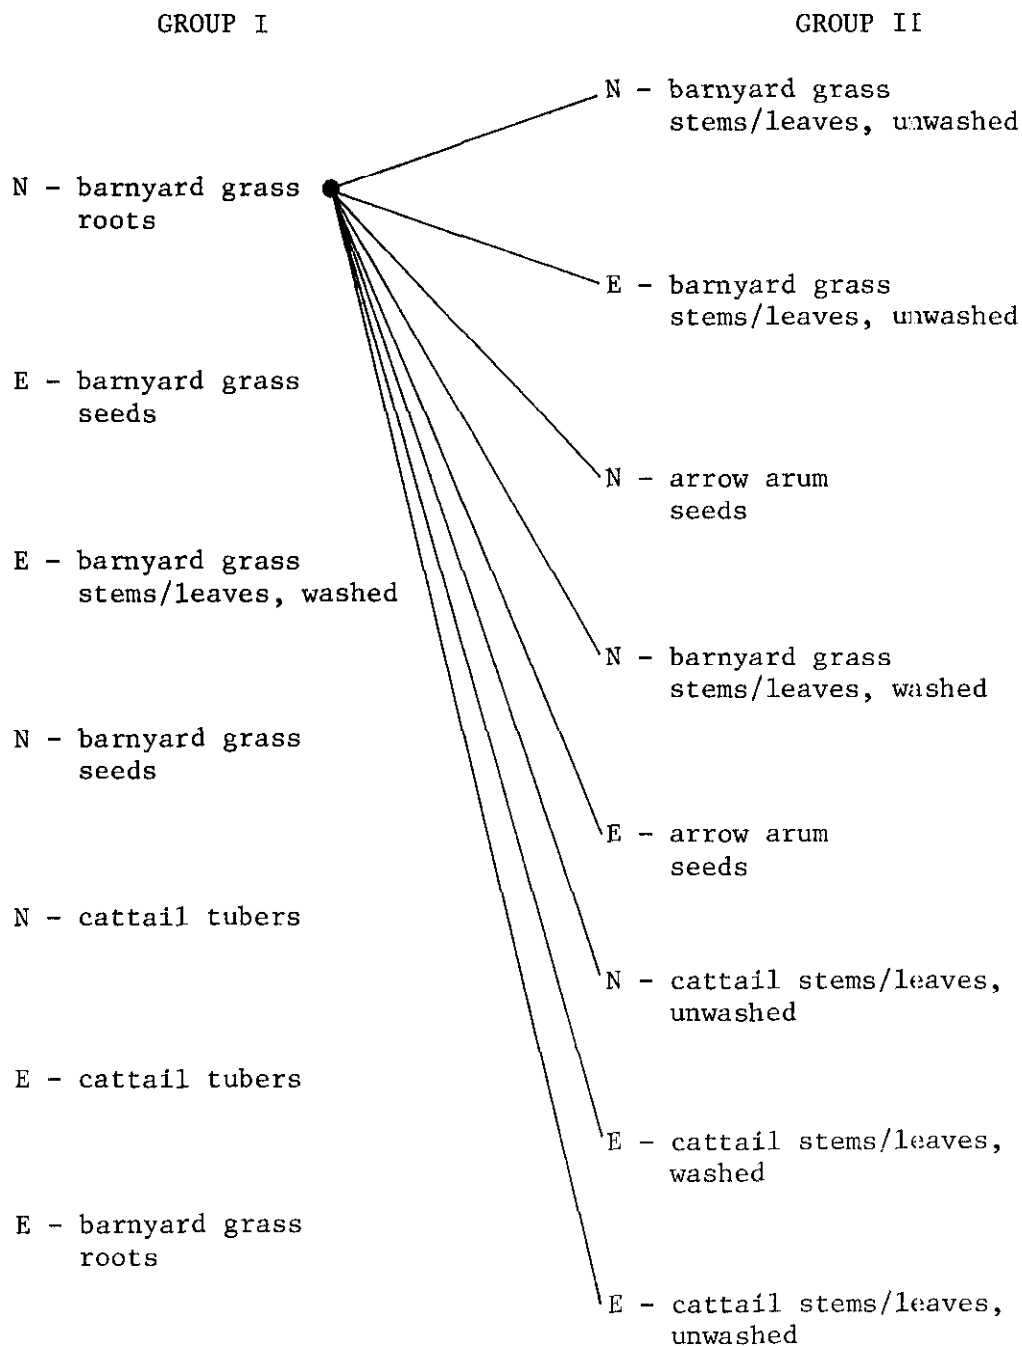 GROUP I
N - barnyard grass
roots
E - barnyard grass
seeds
E - barnyard grass
stems/leaves, washed
N - barnyard grass
seeds
N - cattail tubers
E - cattail tubers
E - barnyard grass
roots
GROUP II
N - barnyard grass
stems/leaves, unwashed
E - barnyard grass
stems/leaves, unwashed
N - arrow arum
seeds
N - barnyard grass
stems/leaves, washed
E - arrow arum
seeds
N - cattail stems/leaves,
unwashed
E - cattail stems/leaves,
washed
E - cattail stems/leaves,
unwashed